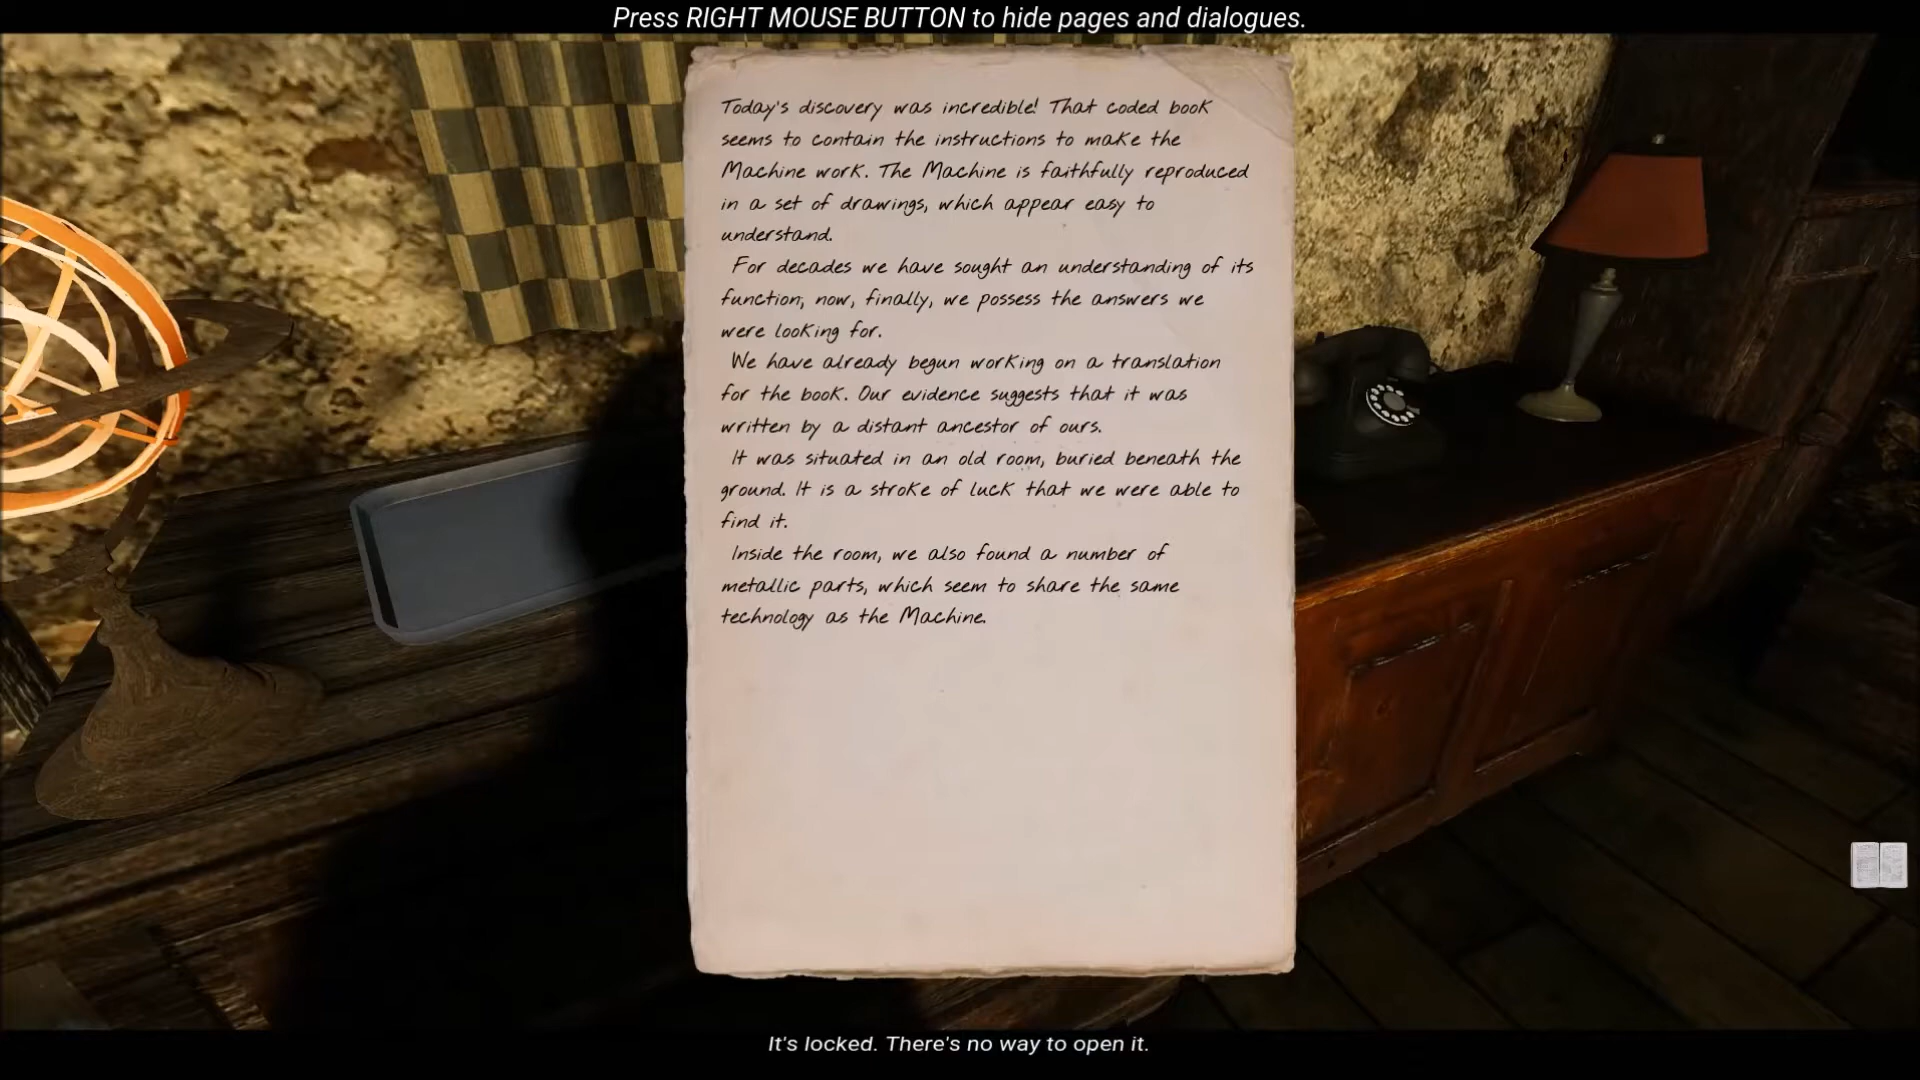 Press RIGHT MOUSE BUTTON to hide pages and dialogues.
Today's discovery was incredible! That coded book
seems to contain the instructions to make the
Machine work. The Machine is faithfully reproduced
in a set of drawings, which appear easy to
understand.
For decades we have sought an understanding of its
function; now, finally, we possess the answers we
were looking for.
We have already begun working on a translation
for the book. Our evidence suggests that it was
written by a distant ancestor of ours.
It was situated in an old room, buried beneath the
ground. It is a stroke of luck that we were able to
find it.
Inside the room, we also found a number of
metallic parts, which seem to share the same
technology as the Machine.
It's locked. There's no way to open it.